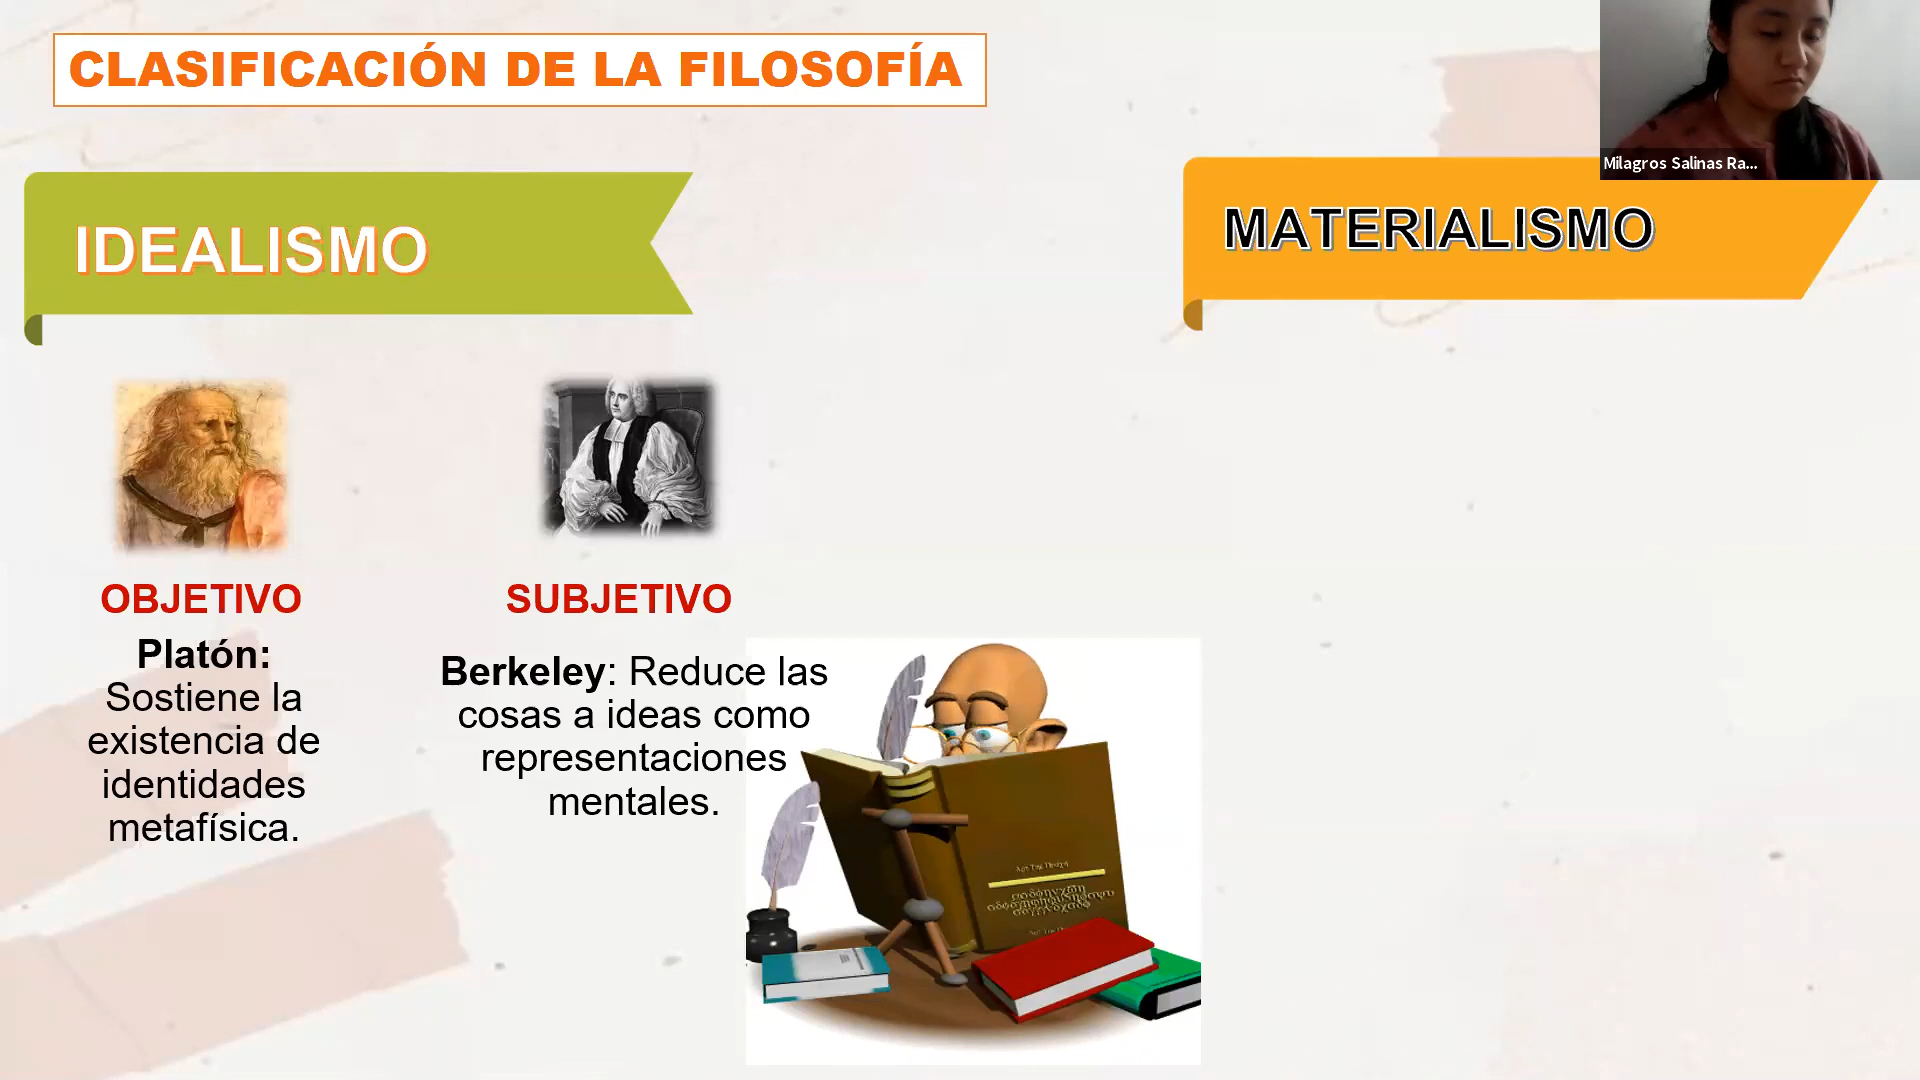 CLASIFICACIÓN DE LA FILOSOFÍA
Milagros Salinas Ra...
IDEALISMO
MATERIALISMO
OBJETIVO
Platón:
Sostiene la
existencia de
identidades
metafísica.
SUBJETIVO
Berkeley: Reduce las
cosas a ideas como
representaciones
mentales.